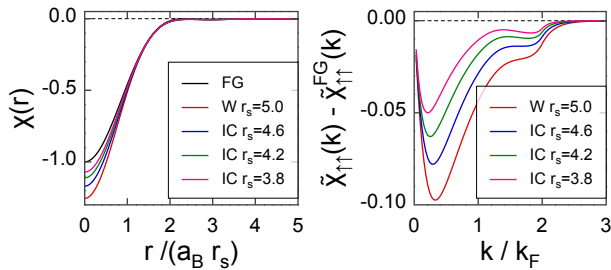 0.0
-0.5
-1.0
χ(r)
FG
W r_s=5.0
IC r_s=4.6
IC r_s=4.2
IC r_s=3.8
0 1 2 3 4 5
r /(a_B r_s)
0.00
-0.05
-0.10
χ̃↑↑(k) - χ̃↑↑^FG(k)
W r_s=5.0
IC r_s=4.6
IC r_s=4.2
IC r_s=3.8
0 1 2 3
k / k_F